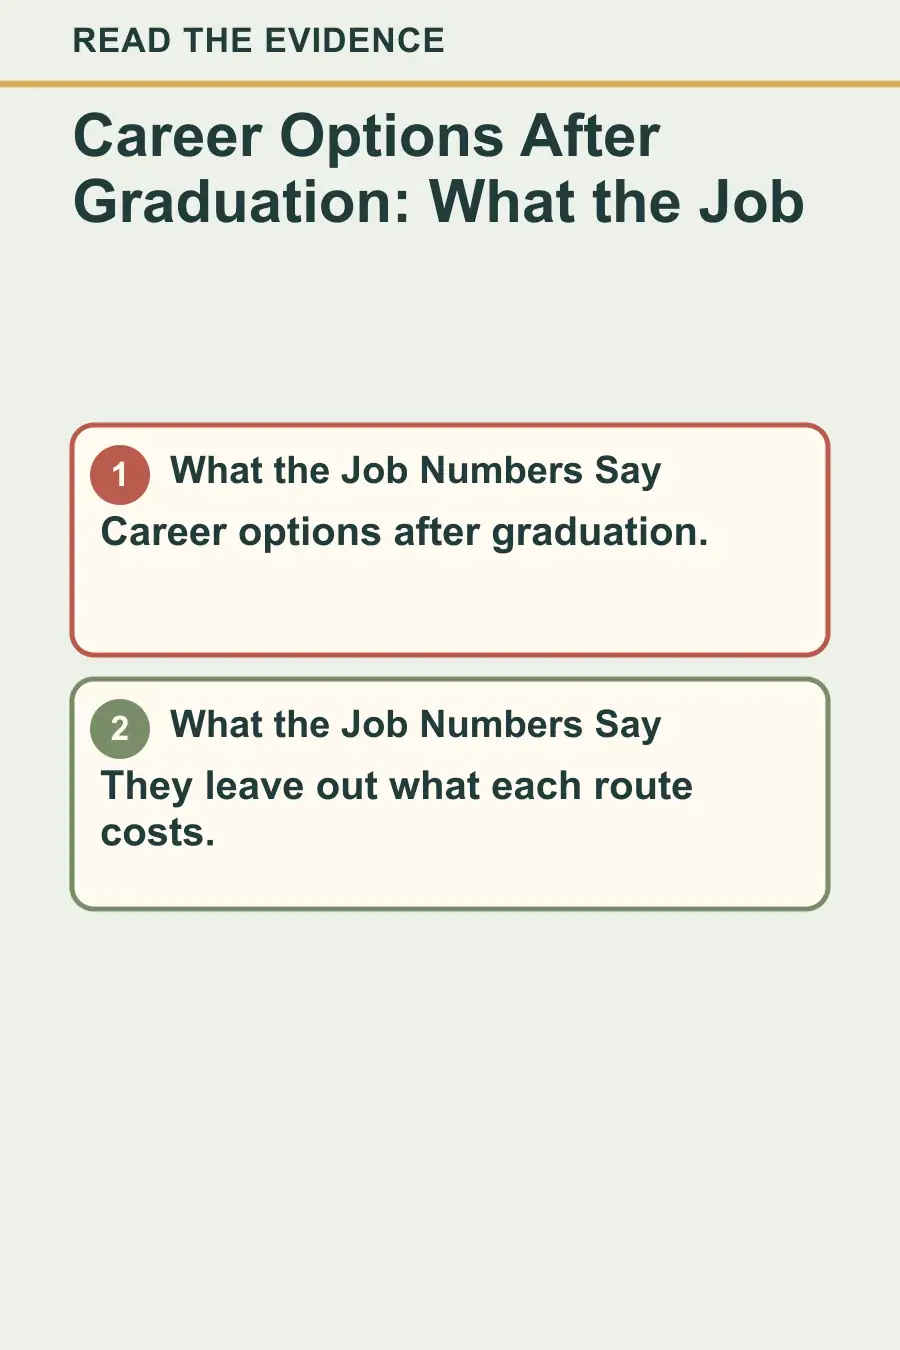 READ THE EVIDENCE
Career Options After
Graduation: What the Job
1 What the Job Numbers Say
Career options after graduation.
2 What the Job Numbers Say
They leave out what each route
costs.